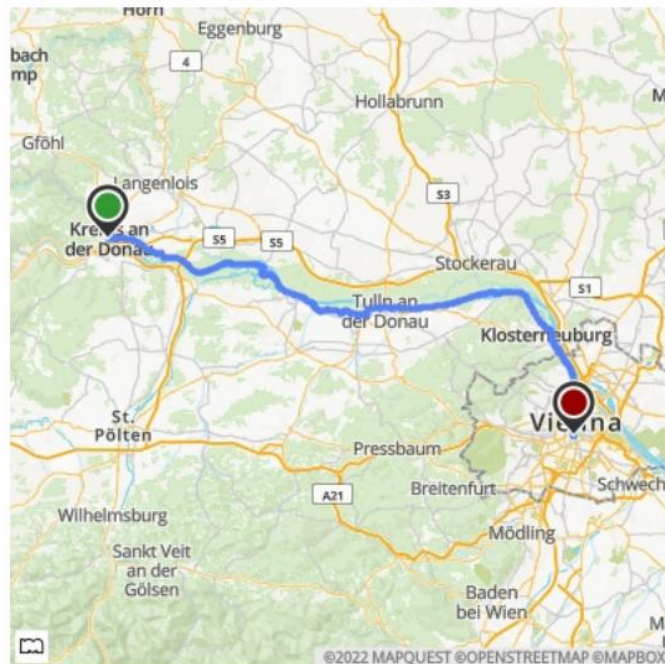 Horn
Eggenburg
bach
mp
4
Hollabrunn
Gföhl
Langenlois
S3
Krems an
der Donau
S5
S5
Stockerau
S1
Tulln an
der Donau
Klosterneuburg
Vienna
St.
Pölten
Pressbaum
Breitenfurt
Schwech
A21
Wilhelmsburg
Mödling
Sankt Veit
an der
Gölsen
Baden
bei Wien
M
M
©2022 MAPQUEST ©OPENSTREETMAP ©MAPBOX